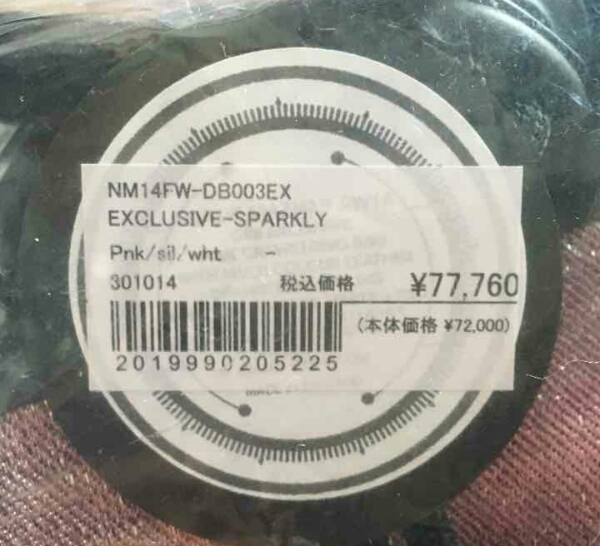 NM14FW-DB003EX
EXCLUSIVE-SPARKLY
Pnk/sil/wht -
301014 税込価格 ¥77,760
(本体価格 ¥72,000)
2019990205225